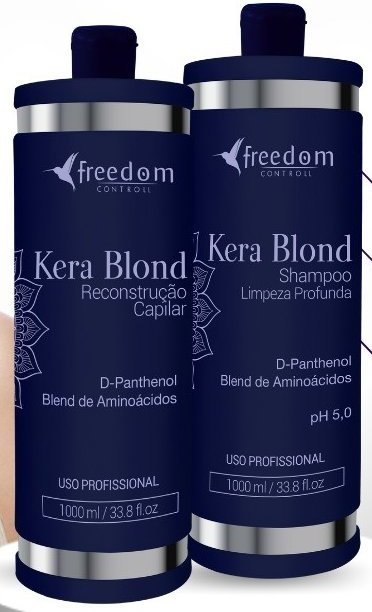 freedom
CONTROLL
Kera Blond
Reconstrução
Capilar
D-Panthenol
Blend de Aminoácidos
USO PROFISSIONAL
1000 ml / 33.8 fl.oz
freedom
CONTROLL
Kera Blond
Shampoo
Limpeza Profunda
D-Panthenol
Blend de Aminoácidos
pH 5,0
USO PROFISSIONAL
1000 ml / 33.8 fl.oz